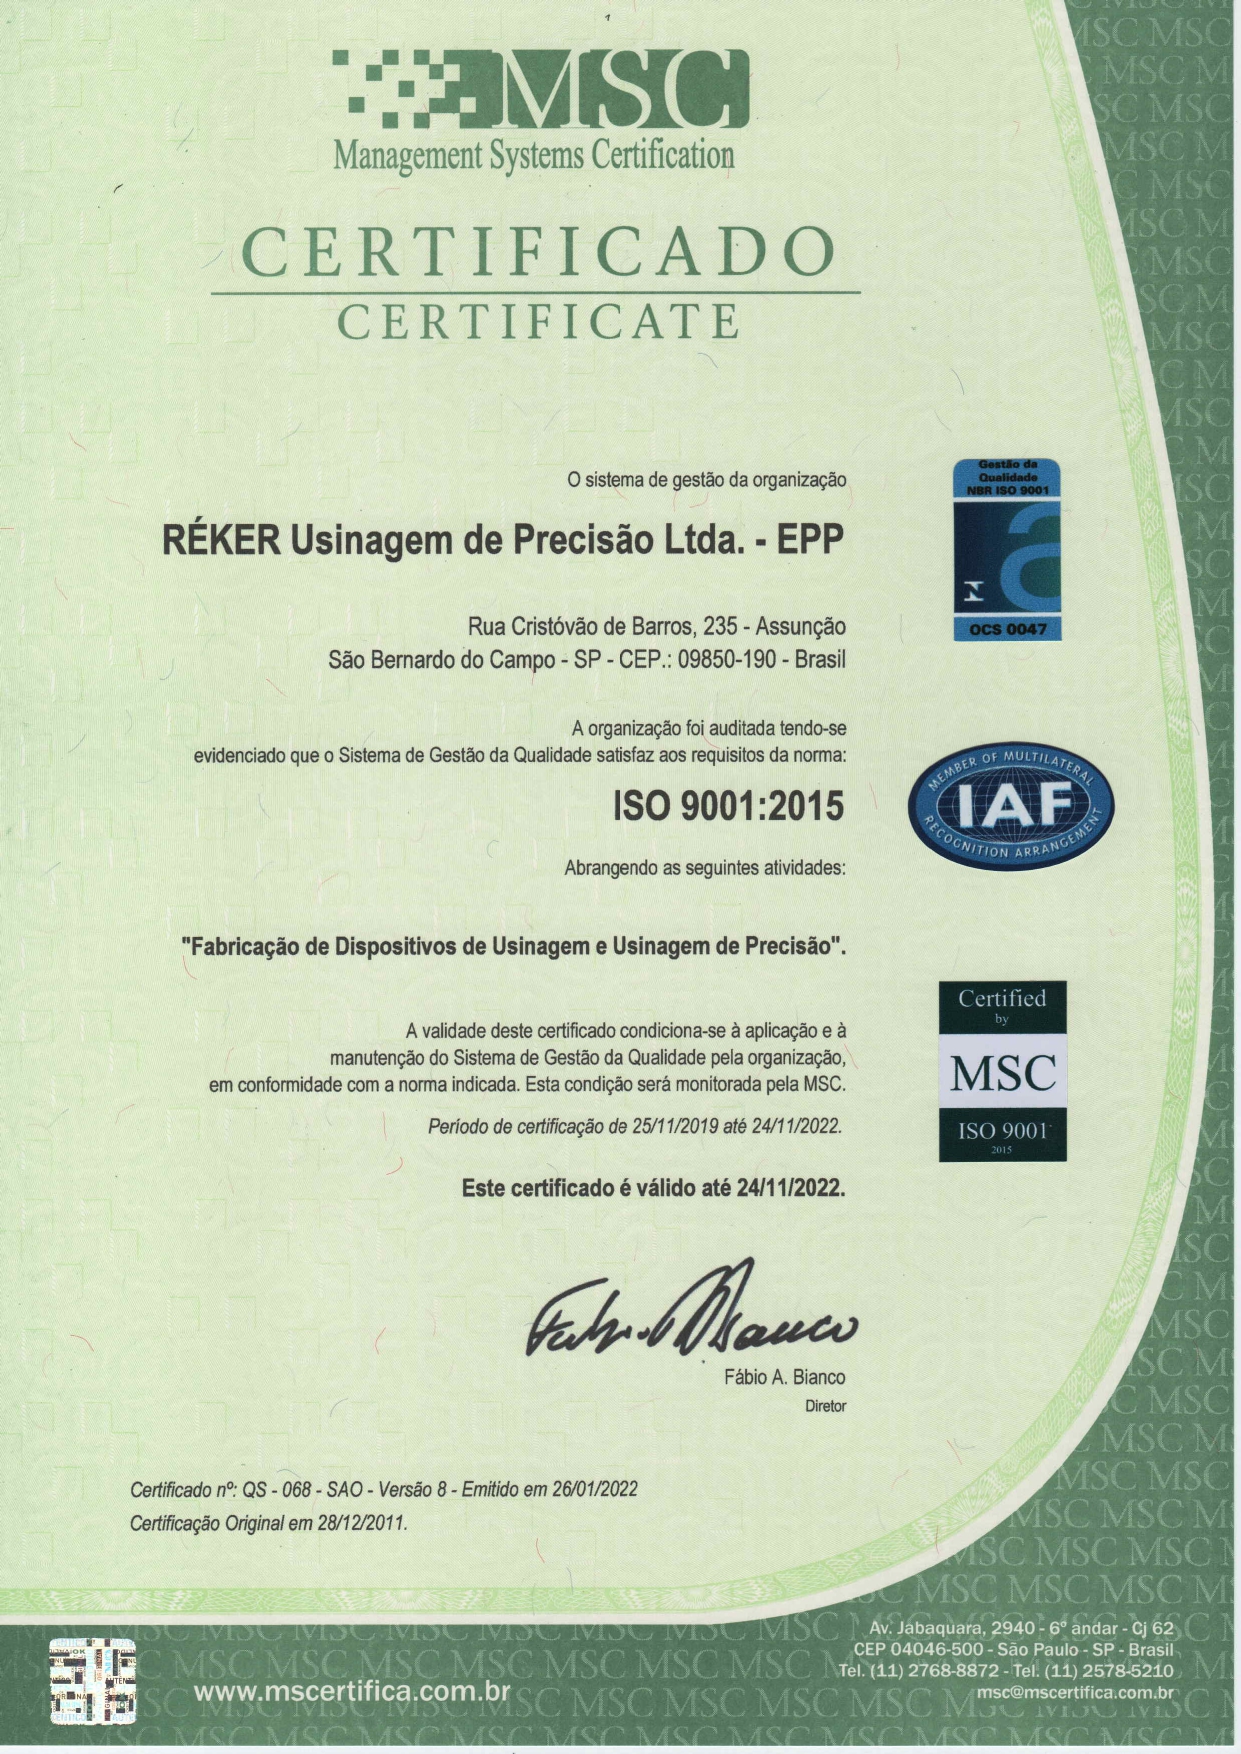 MSC
Management Systems Certification
CERTIFICADO
CERTIFICATE
O sistema de gestão da organização
RÉKER Usinagem de Precisão Ltda. - EPP
Rua Cristóvão de Barros, 235 - Assunção
São Bernardo do Campo - SP - CEP.: 09850-190 - Brasil
A organização foi auditada tendo-se
evidenciado que o Sistema de Gestão da Qualidade satisfaz aos requisitos da norma:
ISO 9001:2015
Abrangendo as seguintes atividades:
"Fabricação de Dispositivos de Usinagem e Usinagem de Precisão".
A validade deste certificado condiciona-se à aplicação e à
manutenção do Sistema de Gestão da Qualidade pela organização,
em conformidade com a norma indicada. Esta condição será monitorada pela MSC.
Período de certificação de 25/11/2019 até 24/11/2022.
Este certificado é válido até 24/11/2022.
Fábio A. Bianco
Diretor
Certificado nº: QS - 068 - SAO - Versão 8 - Emitido em 26/01/2022
Certificação Original em 28/12/2011.
Gestão da
Qualidade
NBR ISO 9001
OCS 0047
MEMBER OF MULTILATERAL
IAF
RECOGNITION ARRANGEMENT
Certified
by
MSC
ISO 9001
2015
www.mscertifica.com.br
Av. Jabaquara, 2940 - 6º andar - Cj 62
CEP 04046-500 - São Paulo - SP - Brasil
Tel. (11) 2768-8872 - Tel. (11) 2578-5210
msc@mscertifica.com.br